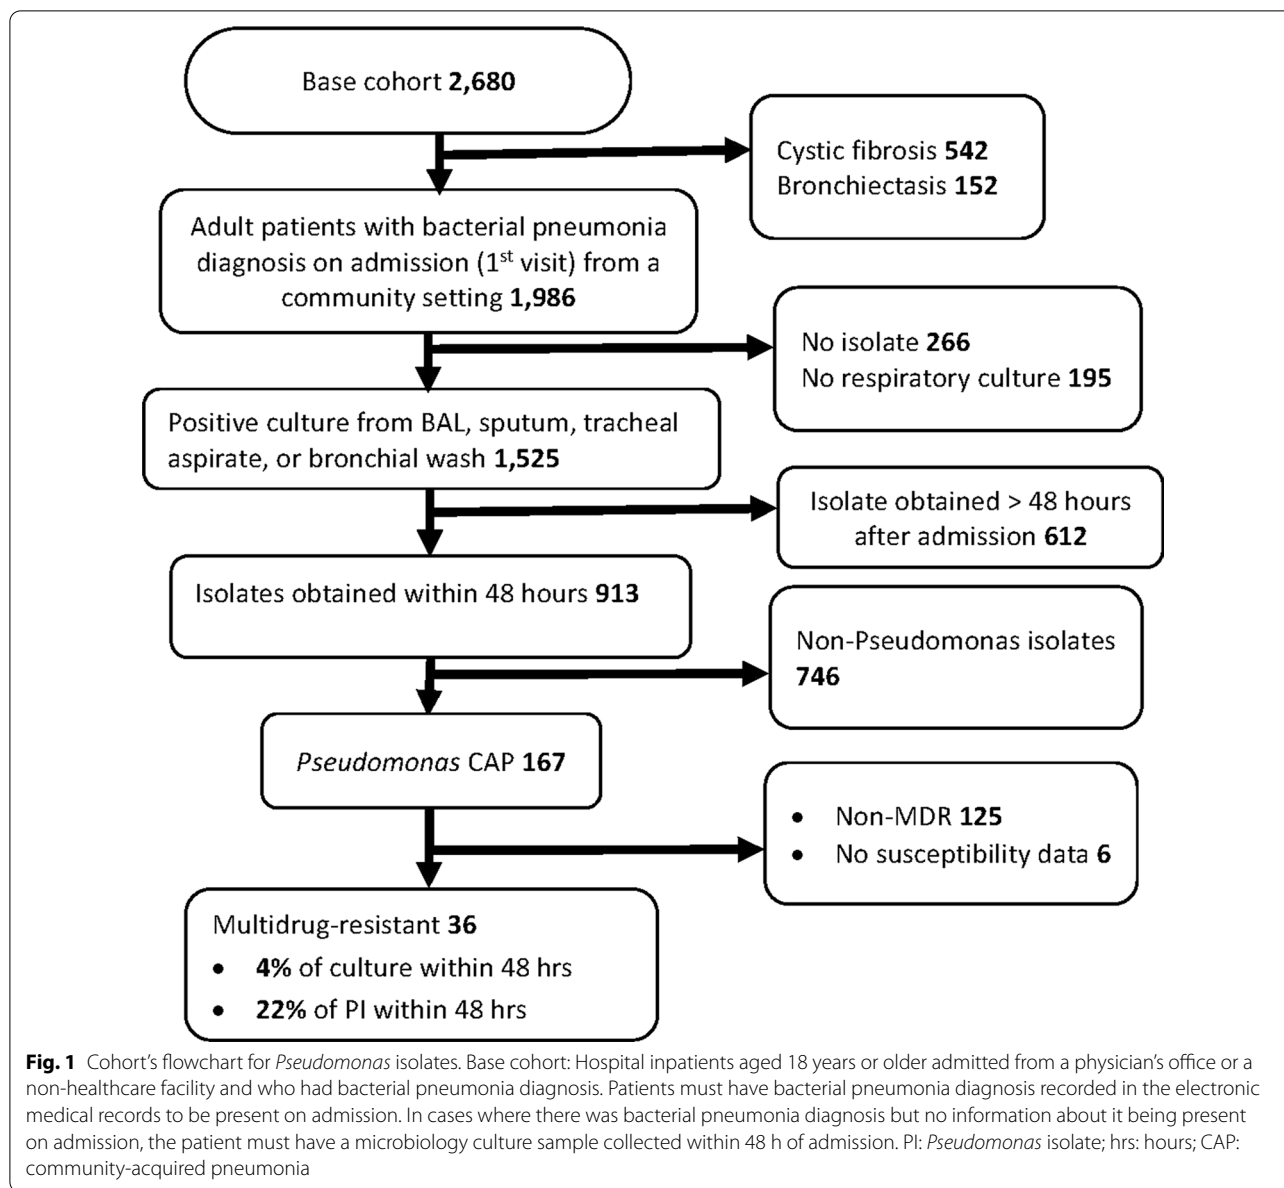 Base cohort 2,680
Cystic fibrosis 542
Bronchiectasis 152
Adult patients with bacterial pneumonia
diagnosis on admission (1st visit) from a
community setting 1,986
No isolate 266
No respiratory culture 195
Positive culture from BAL, sputum, tracheal
aspirate, or bronchial wash 1,525
Isolate obtained > 48 hours
after admission 612
Isolates obtained within 48 hours 913
Non-Pseudomonas isolates
746
Pseudomonas CAP 167
• Non-MDR 125
• No susceptibility data 6
Multidrug-resistant 36
• 4% of culture within 48 hrs
• 22% of PI within 48 hrs
Fig. 1 Cohort's flowchart for Pseudomonas isolates. Base cohort: Hospital inpatients aged 18 years or older admitted from a physician's office or a
non-healthcare facility and who had bacterial pneumonia diagnosis. Patients must have bacterial pneumonia diagnosis recorded in the electronic
medical records to be present on admission. In cases where there was bacterial pneumonia diagnosis but no information about it being present
on admission, the patient must have a microbiology culture sample collected within 48 h of admission. PI: Pseudomonas isolate; hrs: hours; CAP:
community-acquired pneumonia